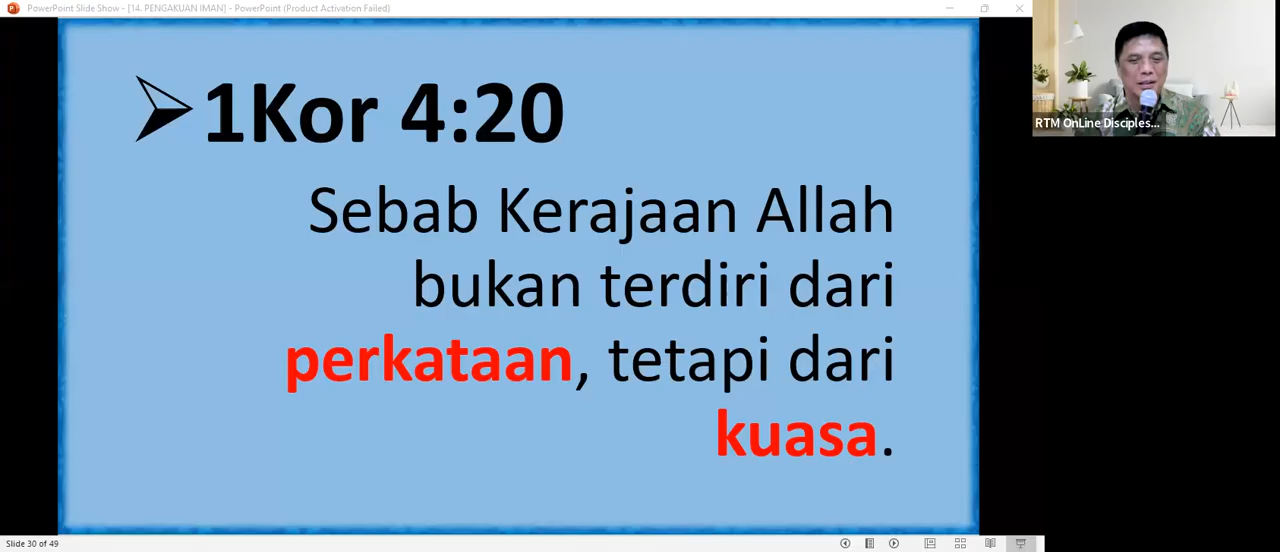 PowerPoint Slide Show - [14. PENGAKUAN IMAN] - PowerPoint (Product Activation Failed)
RTM OnLine Disciples...
1Kor 4:20
Sebab Kerajaan Allah
bukan terdiri dari
perkataan, tetapi dari
kuasa.
Slide 30 of 49